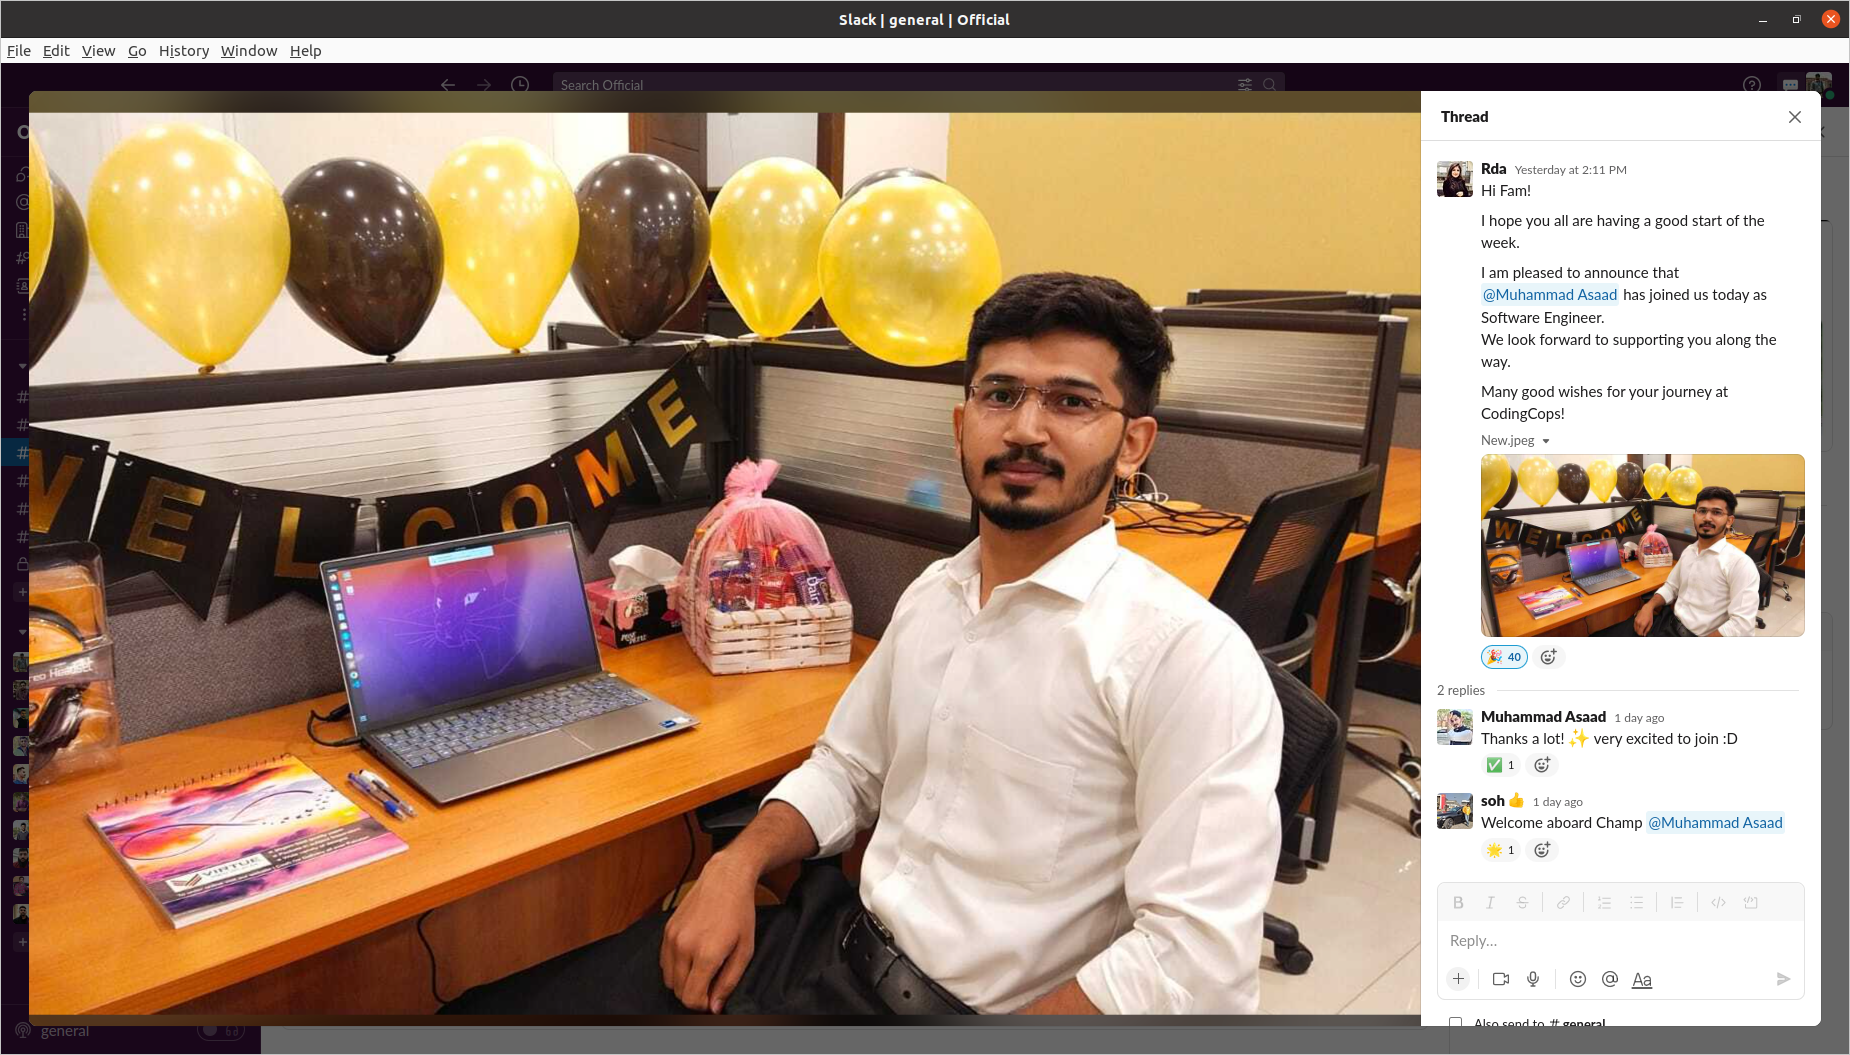 Slack | general | Official
File Edit View Go History Window Help
Search Official
Thread
Rda Yesterday at 2:11 PM
Hi Fam!
I hope you all are having a good start of the
week.
I am pleased to announce that
@Muhammad Asaad has joined us today as
Software Engineer.
We look forward to supporting you along the
way.
Many good wishes for your journey at
CodingCops!
New.jpeg
40
2 replies
Muhammad Asaad 1 day ago
Thanks a lot! ✨ very excited to join :D
1
soh 👍 1 day ago
Welcome aboard Champ @Muhammad Asaad
1
Reply...
Aa
Also send to # general
general
WELCOME
Headset
Dair
VIRTUE